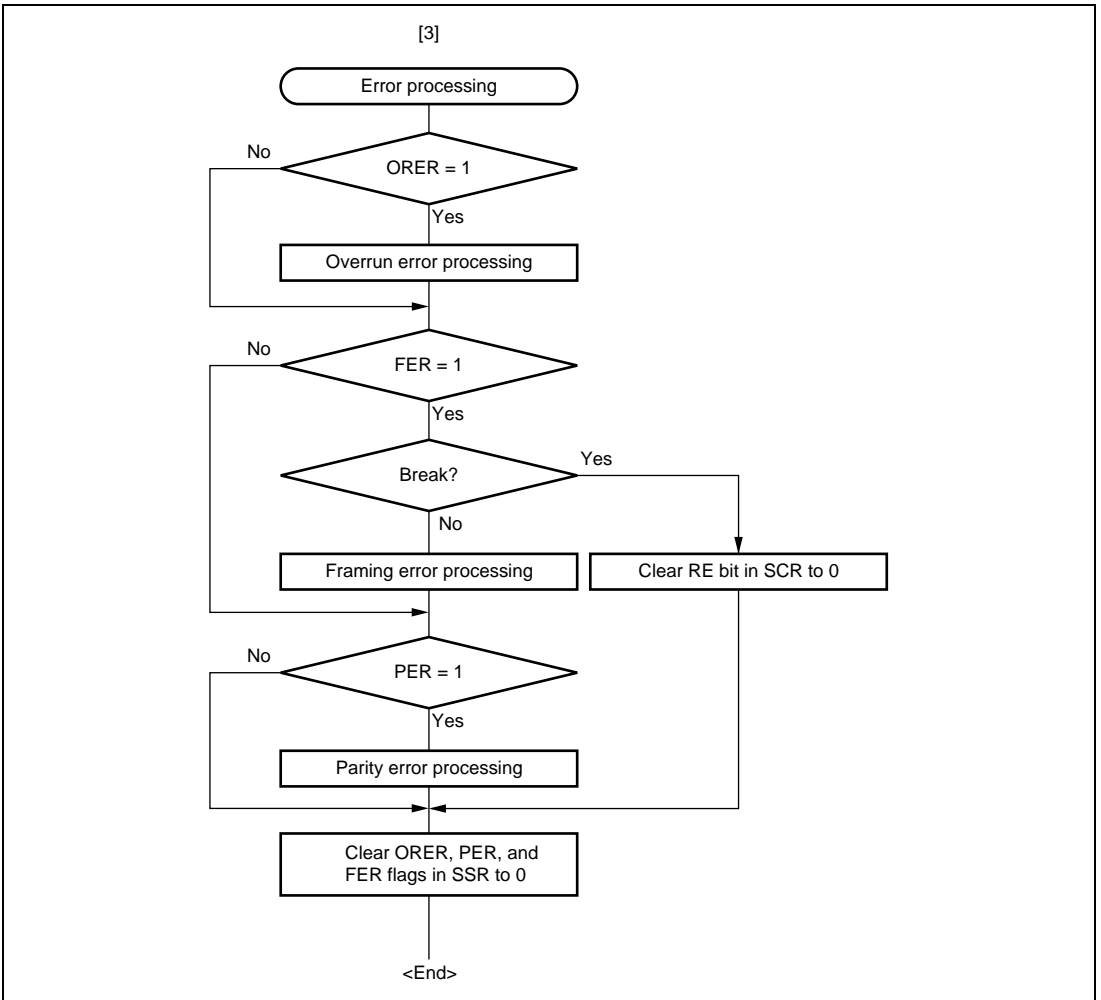 [3]
Error processing
No
ORER = 1
Yes
Overrun error processing
No
FER = 1
Yes
Break?
Yes
No
Framing error processing
Clear RE bit in SCR to 0
No
PER = 1
Yes
Parity error processing
Clear ORER, PER, and
FER flags in SSR to 0
<End>